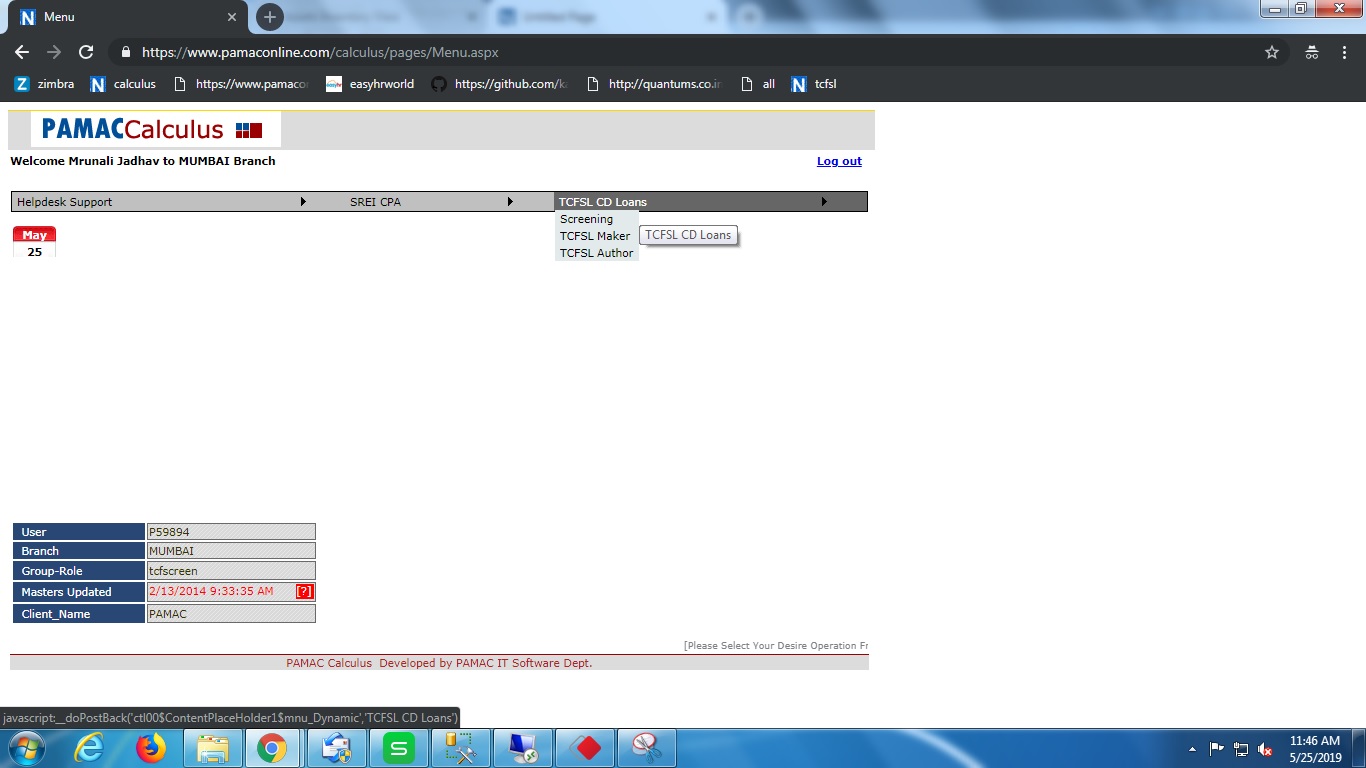 Menu
https://www.pamaconline.com/calculus/pages/Menu.aspx
zimbra calculus https://www.pamaco easyhrworld https://github.com/k http://quantums.co.in all tcfsl
PAMACCalculus
Welcome Mrunali Jadhav to MUMBAI Branch Log out
Helpdesk Support SREI CPA TCFSL CD Loans
Screening
TCFSL Maker TCFSL CD Loans
TCFSL Author
May
25
User P59894
Branch MUMBAI
Group-Role tcfscreen
Masters Updated 2/13/2014 9:33:35 AM [?]
Client_Name PAMAC
[Please Select Your Desire Operation Fr
PAMAC Calculus Developed by PAMAC IT Software Dept.
javascript:__doPostBack('ctl00$ContentPlaceHolder1$mnu_Dynamic','TCFSL CD Loans')
11:46 AM
5/25/2019